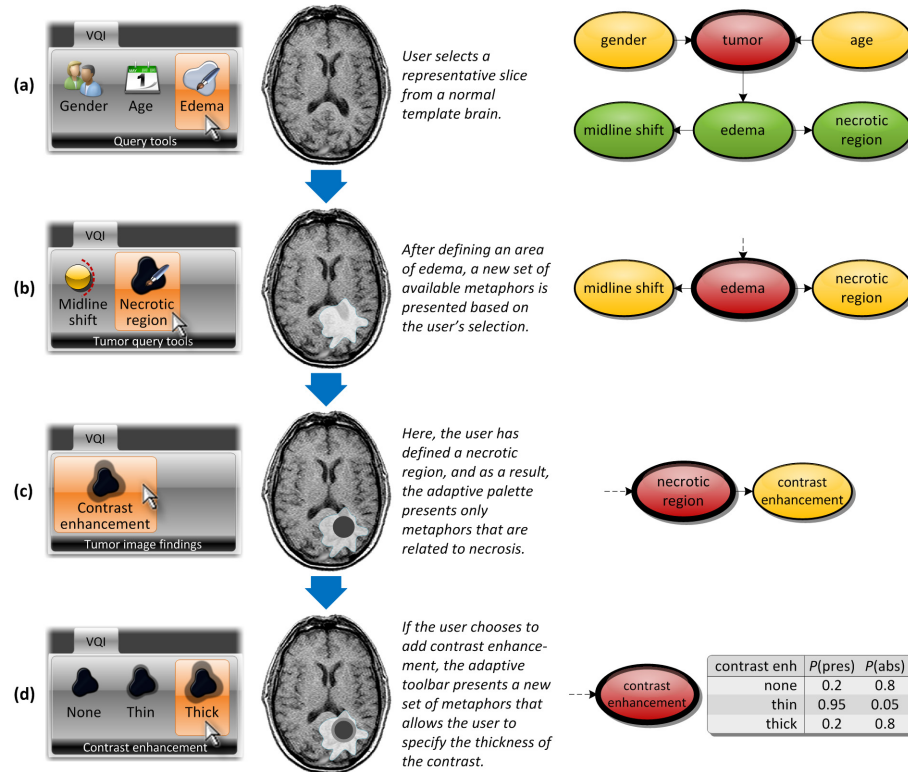 (a)
VQI
Gender
Age
Edema
Query tools
User selects a
representative slice
from a normal
template brain.
gender
tumor
age
midline shift
edema
necrotic
region
(b)
VQI
Midline
shift
Necrotic
region
Tumor query tools
After defining an area
of edema, a new set of
available metaphors is
presented based on
the user's selection.
midline shift
edema
necrotic
region
(c)
VQI
Contrast
enhancement
Tumor image findings
Here, the user has
defined a necrotic
region, and as a result,
the adaptive palette
presents only
metaphors that are
related to necrosis.
necrotic
region
contrast
enhancement
(d)
VQI
None
Thin
Thick
Contrast enhancement
If the user chooses to
add contrast enhance-
ment, the adaptive
toolbar presents a new
set of metaphors that
allows the user to
specify the thickness of
the contrast.
contrast
enhancement
contrast enh P(pres) P(abs)
none 0.2 0.8
thin 0.95 0.05
thick 0.2 0.8